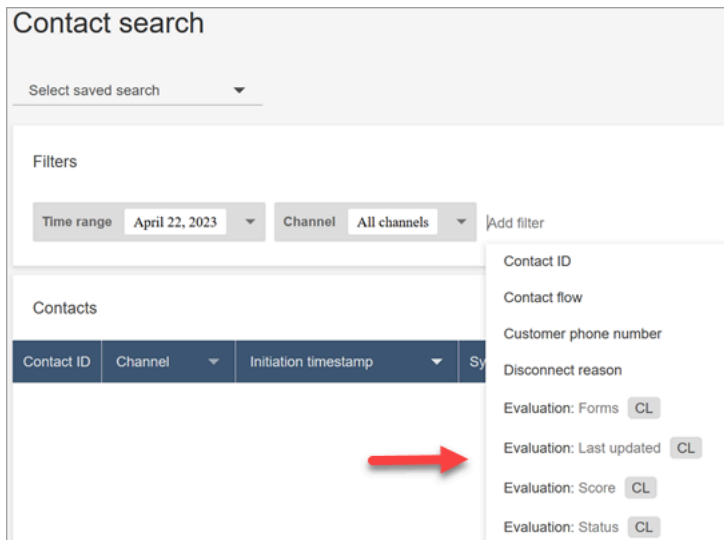 Contact search
Select saved search
Filters
Time range April 22, 2023 Channel All channels Add filter
Contact ID
Contact flow
Customer phone number
Disconnect reason
Evaluation: Forms CL
Evaluation: Last updated CL
Evaluation: Score CL
Evaluation: Status CL
Contacts
Contact ID Channel Initiation timestamp Sy